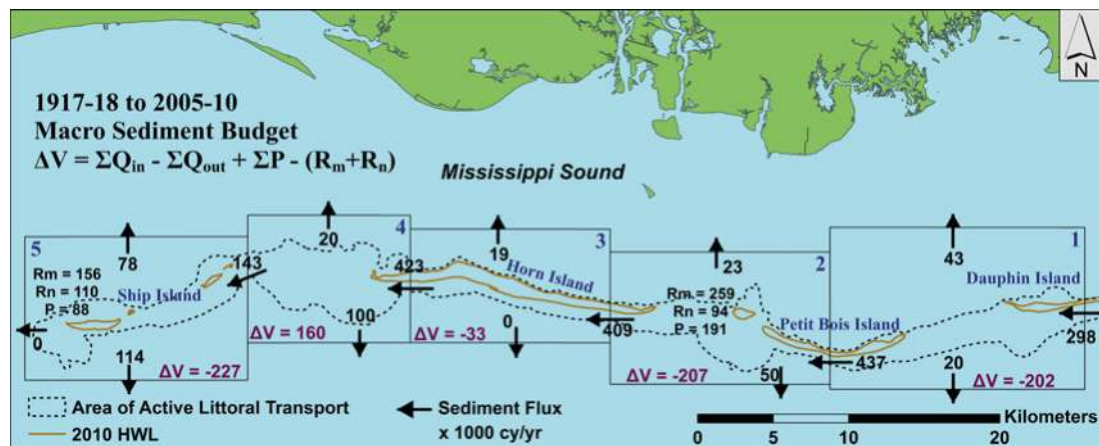 1917-18 to 2005-10
Macro Sediment Budget
ΔV = ΣQin - ΣQout + ΣP - (Rm+Rn)
Mississippi Sound
N
5
78
Rm = 156
Rn = 110
P = 88
Ship Island
0
114
ΔV = -227
143
4
20
100
ΔV = 160
423
3
19
Horn Island
0
ΔV = -33
409
2
23
Rm = 259
Rn = 94
P = 191
Petit Bois Island
50
ΔV = -207
437
1
43
Dauphin Island
298
20
ΔV = -202
Area of Active Littoral Transport
2010 HWL
Sediment Flux
x 1000 cy/yr
Kilometers
0 5 10 20